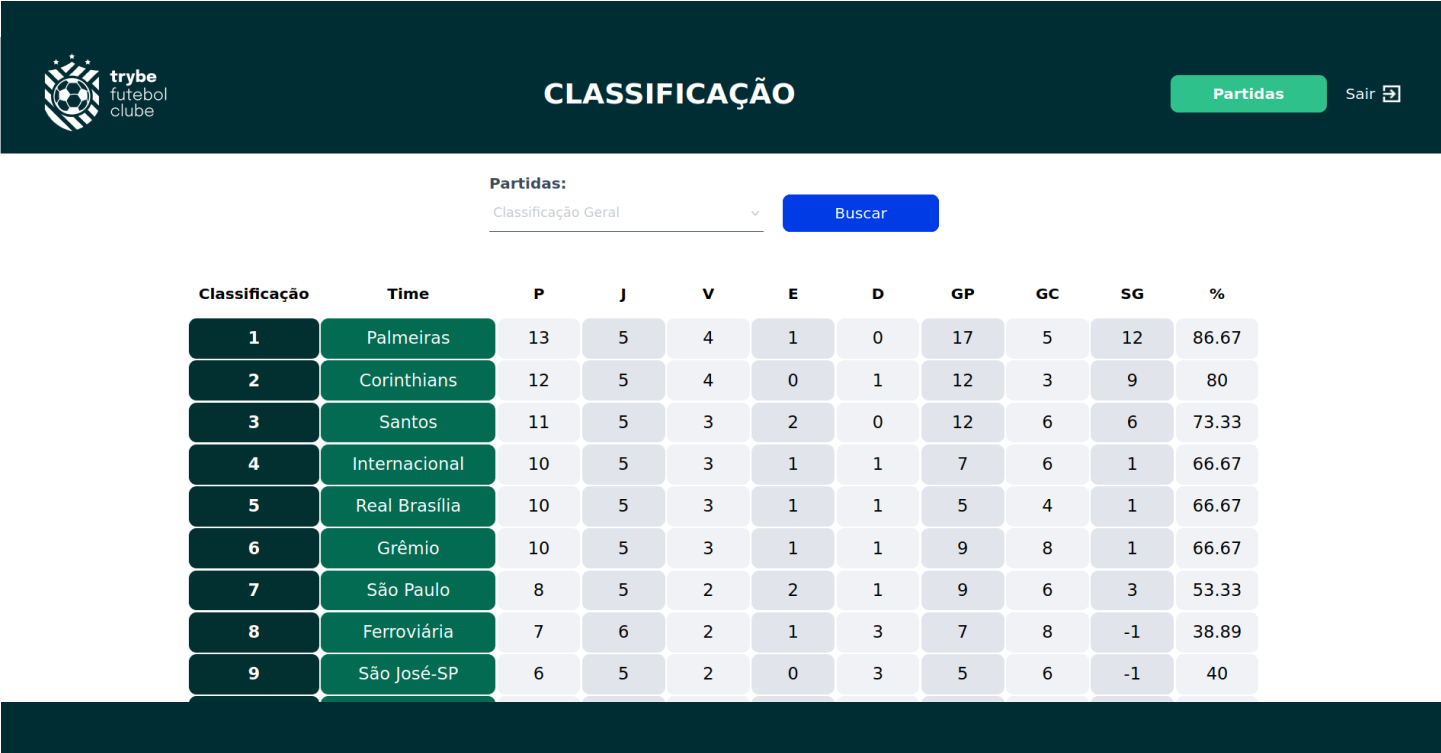 trybe
futebol
clube
CLASSIFICAÇÃO
Partidas
Sair
Partidas:
Classificação Geral
Buscar
Classificação Time P J V E D GP GC SG %
1 Palmeiras 13 5 4 1 0 17 5 12 86.67
2 Corinthians 12 5 4 0 1 12 3 9 80
3 Santos 11 5 3 2 0 12 6 6 73.33
4 Internacional 10 5 3 1 1 7 6 1 66.67
5 Real Brasília 10 5 3 1 1 5 4 1 66.67
6 Grêmio 10 5 3 1 1 9 8 1 66.67
7 São Paulo 8 5 2 2 1 9 6 3 53.33
8 Ferroviária 7 6 2 1 3 7 8 -1 38.89
9 São José-SP 6 5 2 0 3 5 6 -1 40